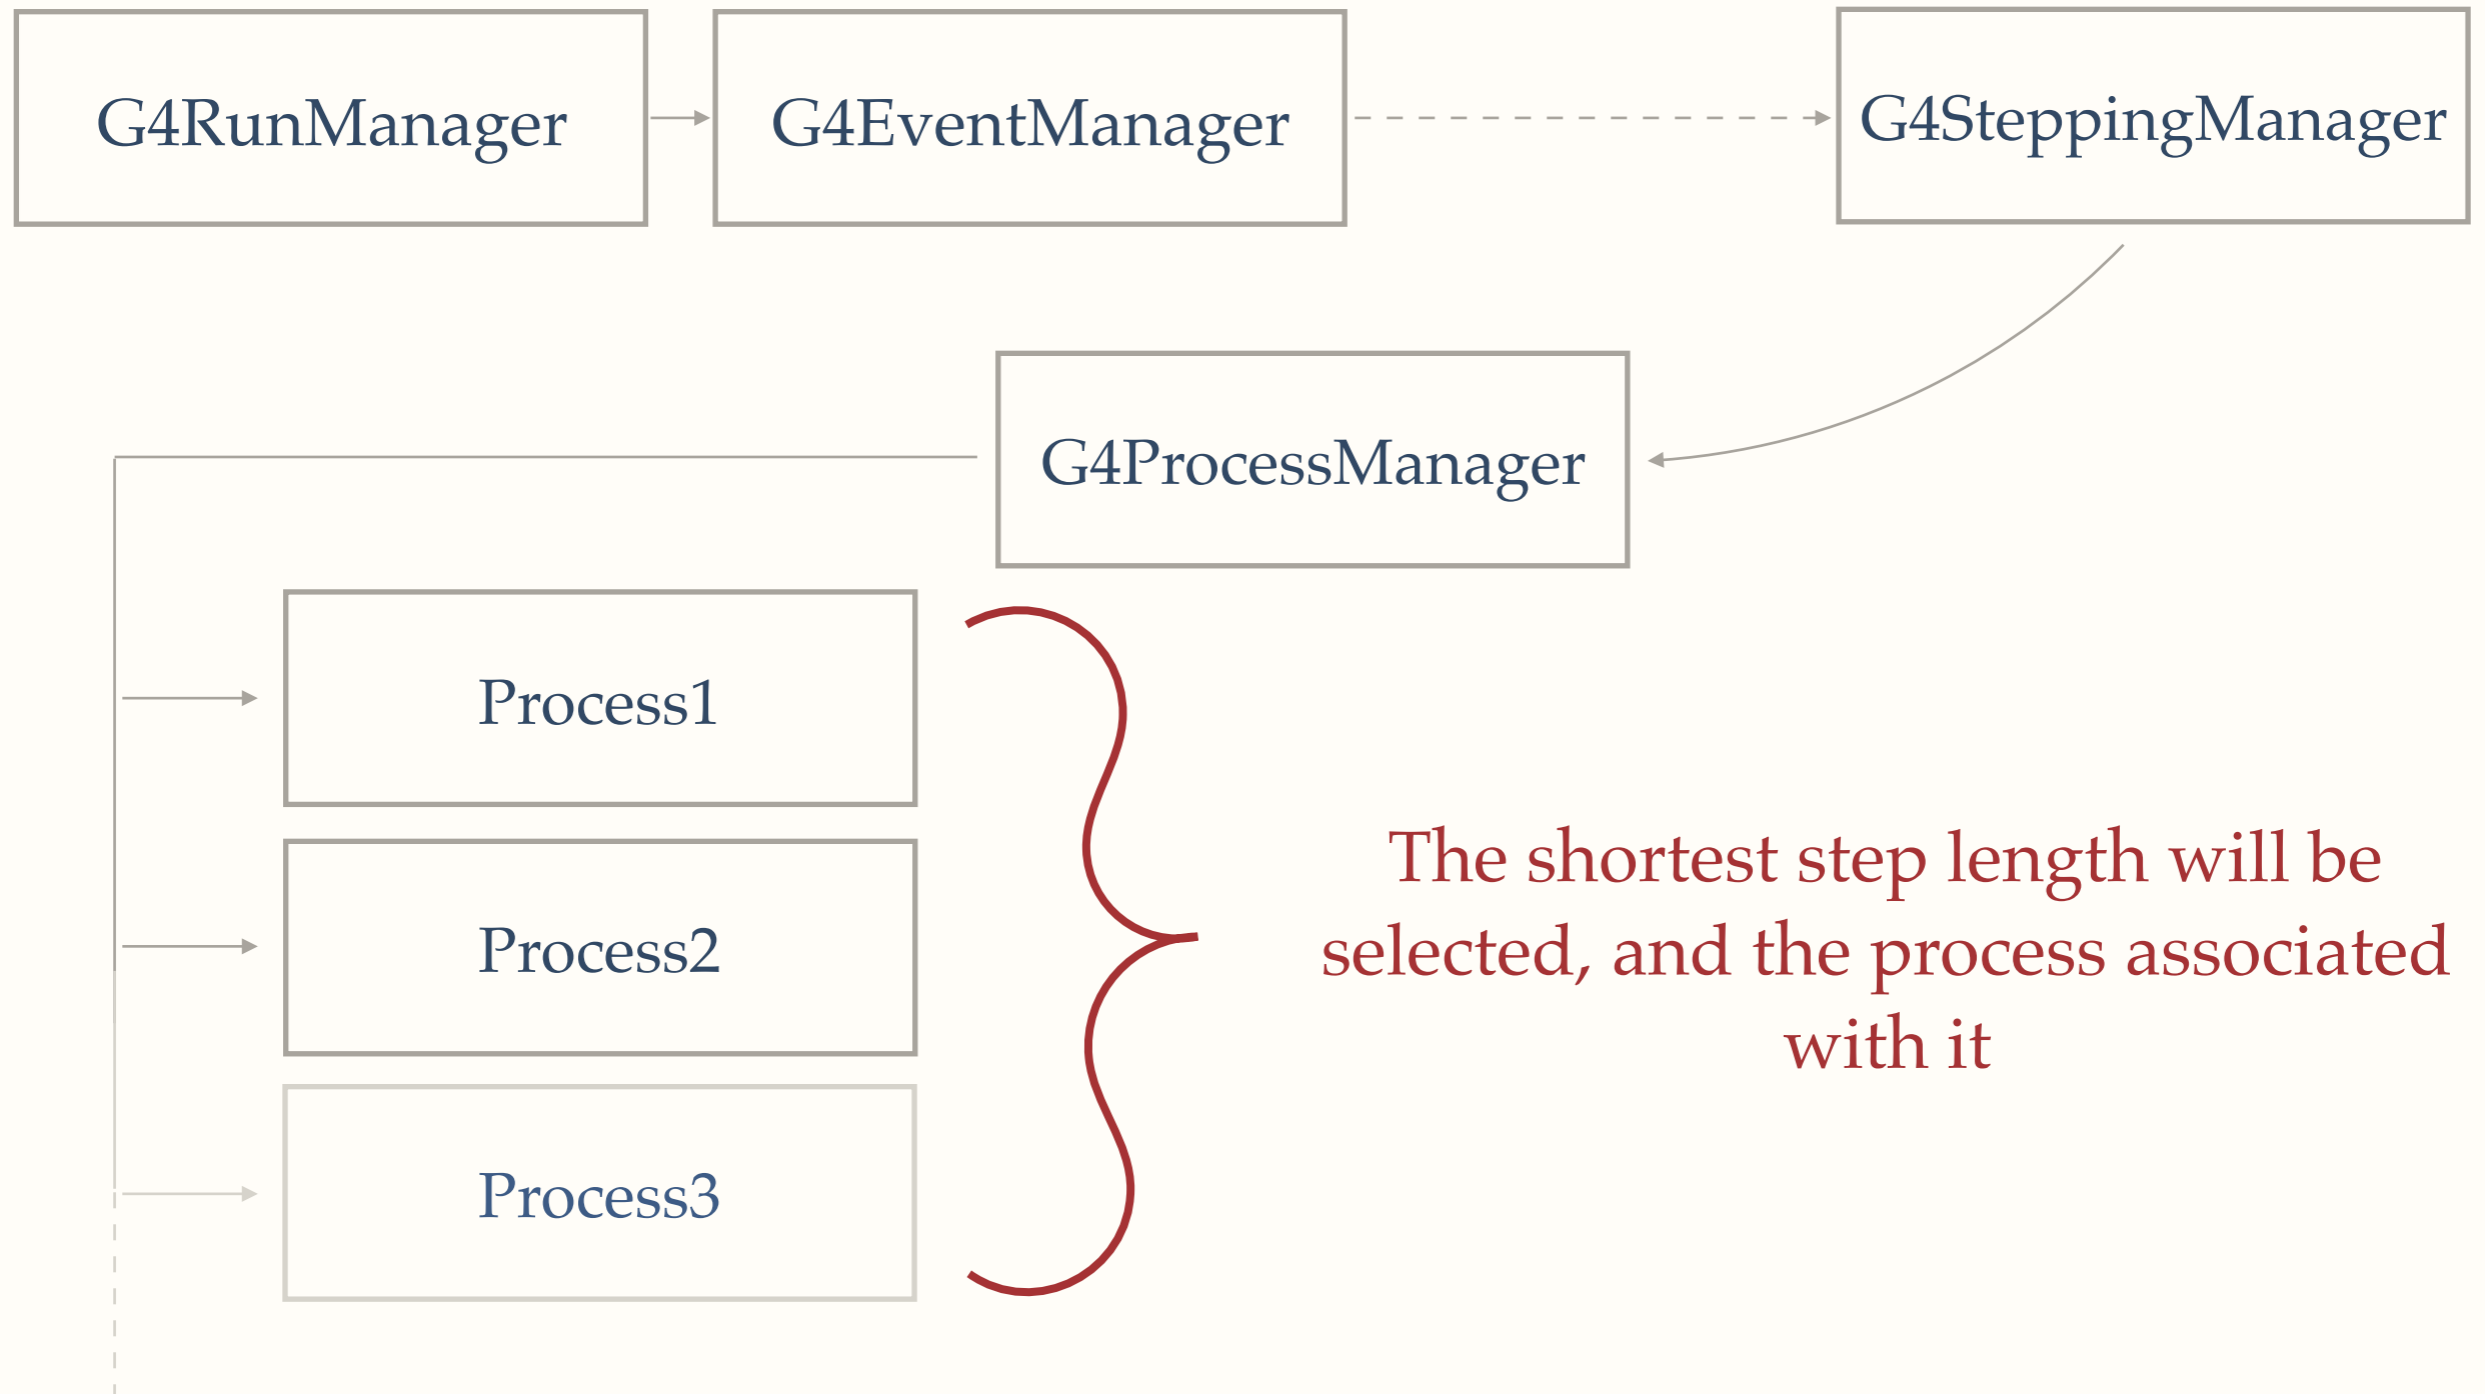 G4RunManager
G4EventManager
G4SteppingManager
G4ProcessManager
Process1
Process2
Process3
The shortest step length will be
selected, and the process associated
with it